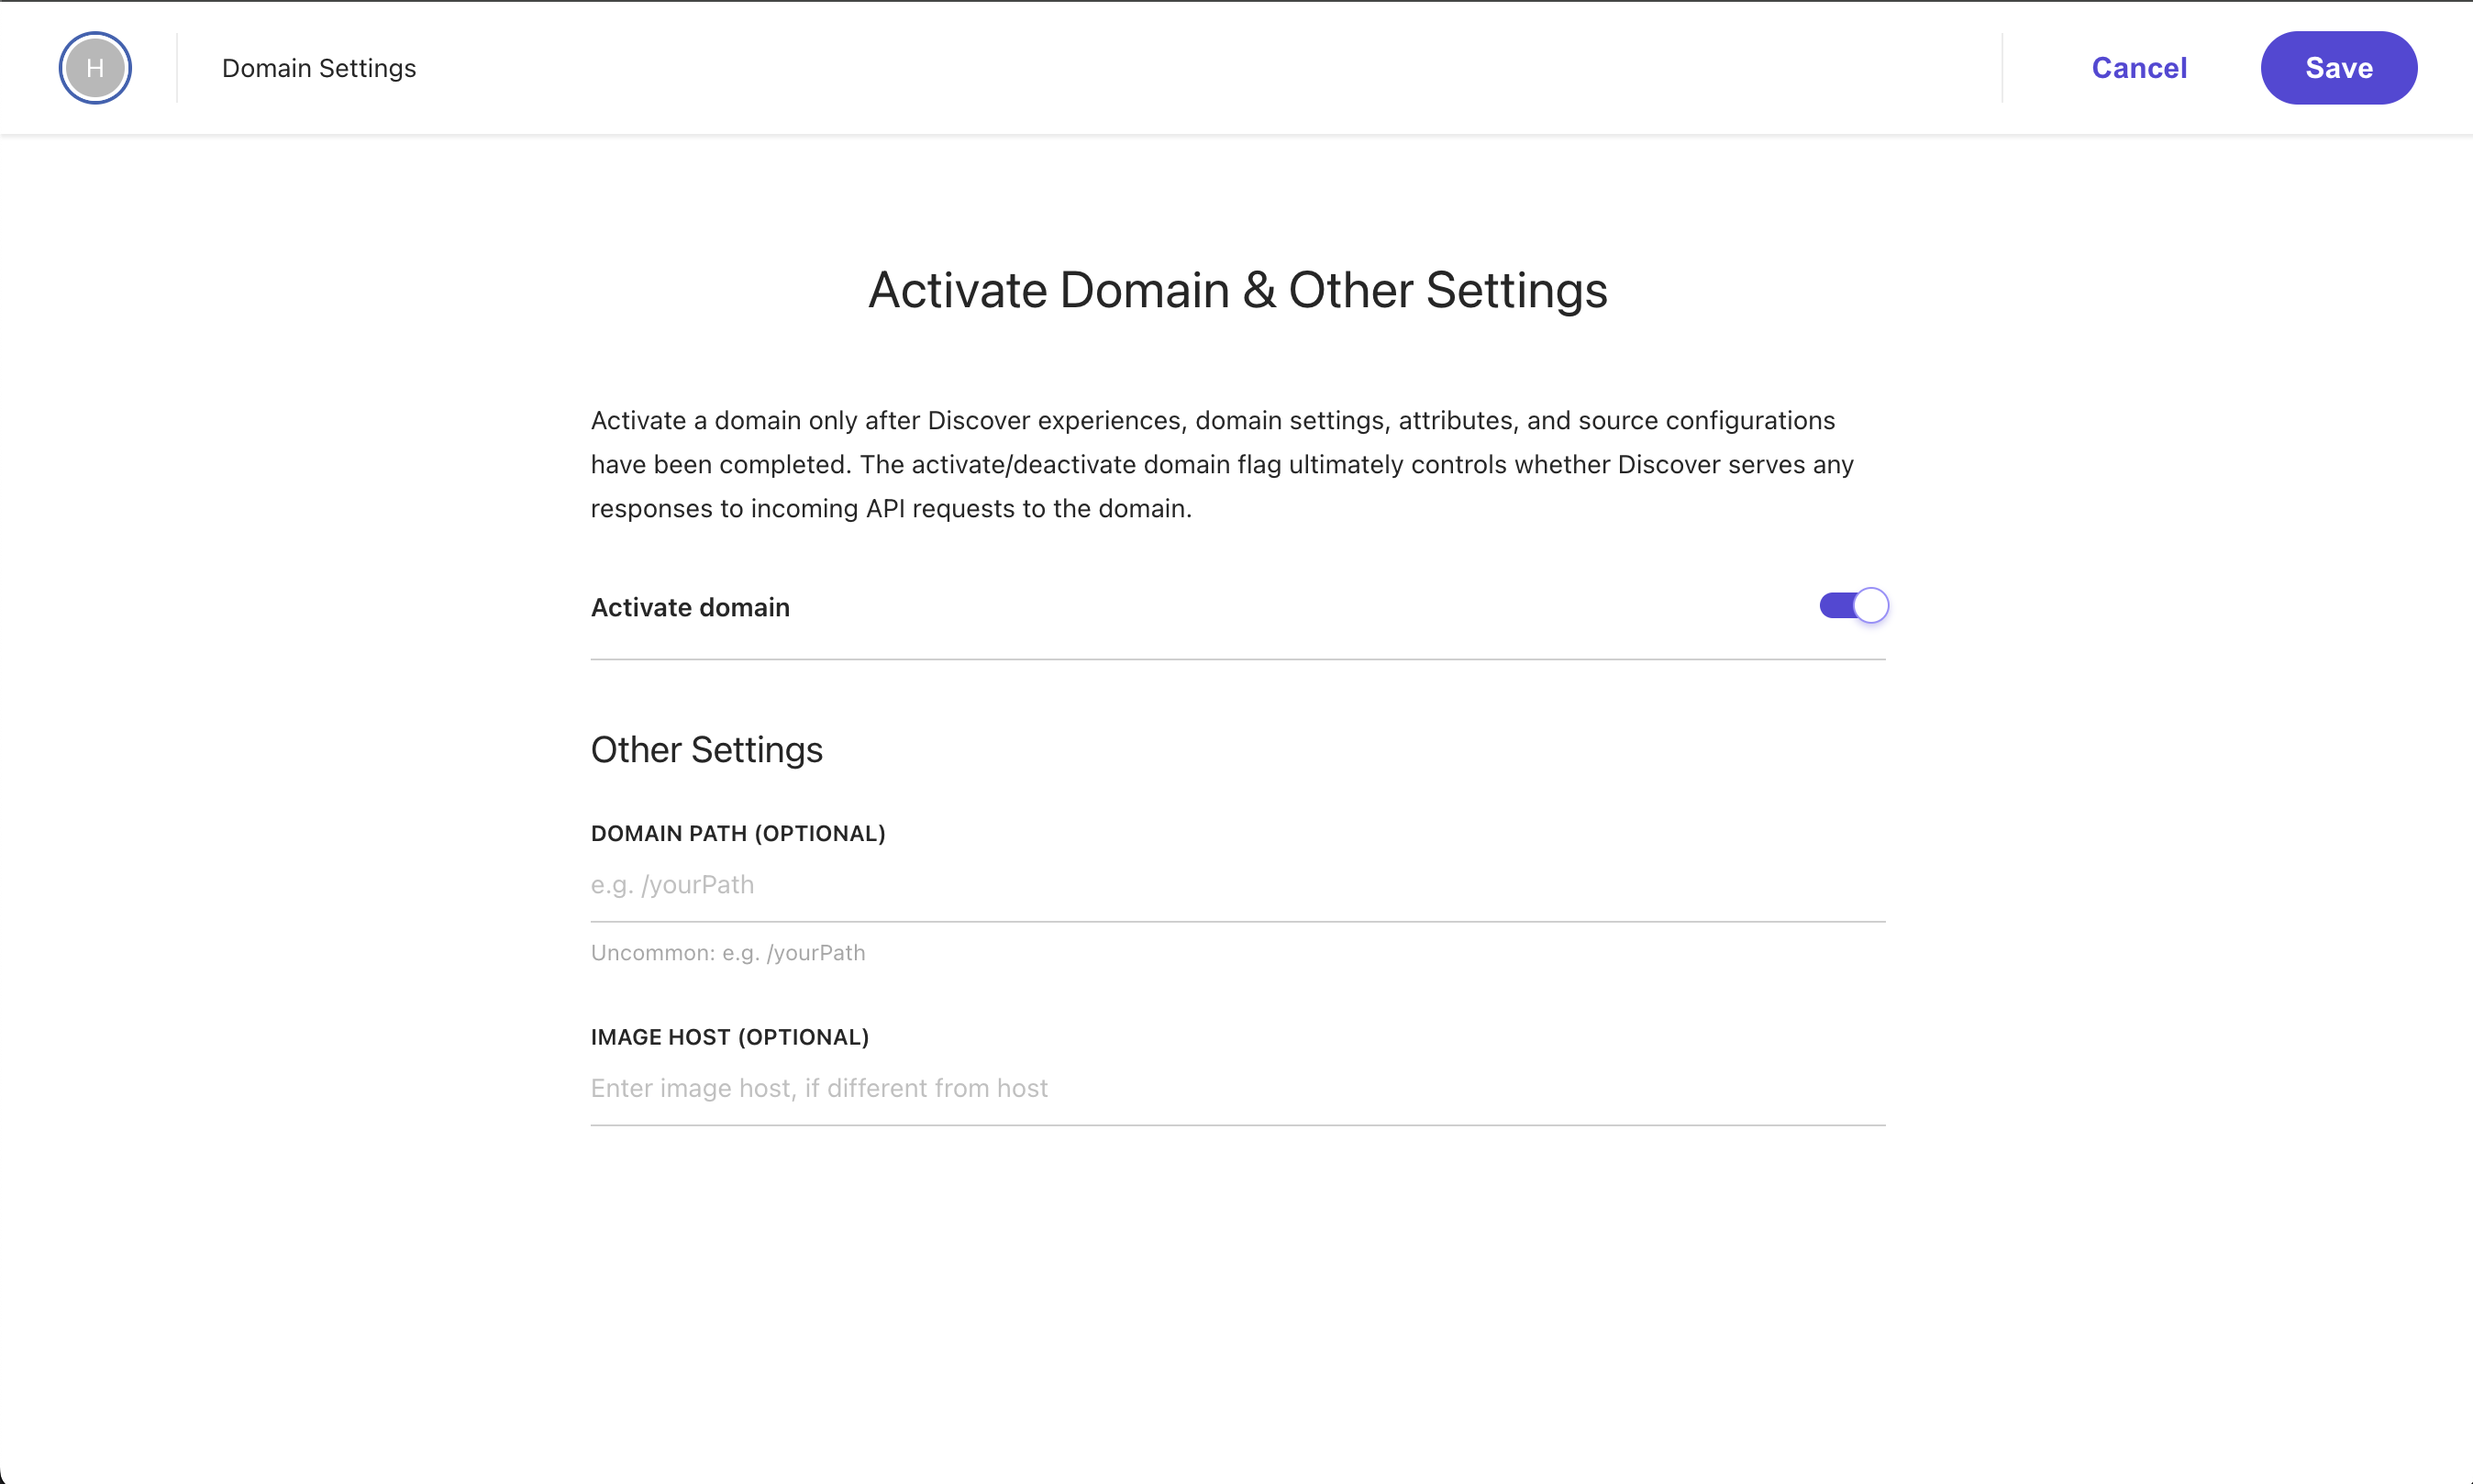 H
Domain Settings
Cancel
Save
Activate Domain & Other Settings
Activate a domain only after Discover experiences, domain settings, attributes, and source configurations
have been completed. The activate/deactivate domain flag ultimately controls whether Discover serves any
responses to incoming API requests to the domain.
Activate domain
Other Settings
DOMAIN PATH (OPTIONAL)
e.g. /yourPath
Uncommon: e.g. /yourPath
IMAGE HOST (OPTIONAL)
Enter image host, if different from host